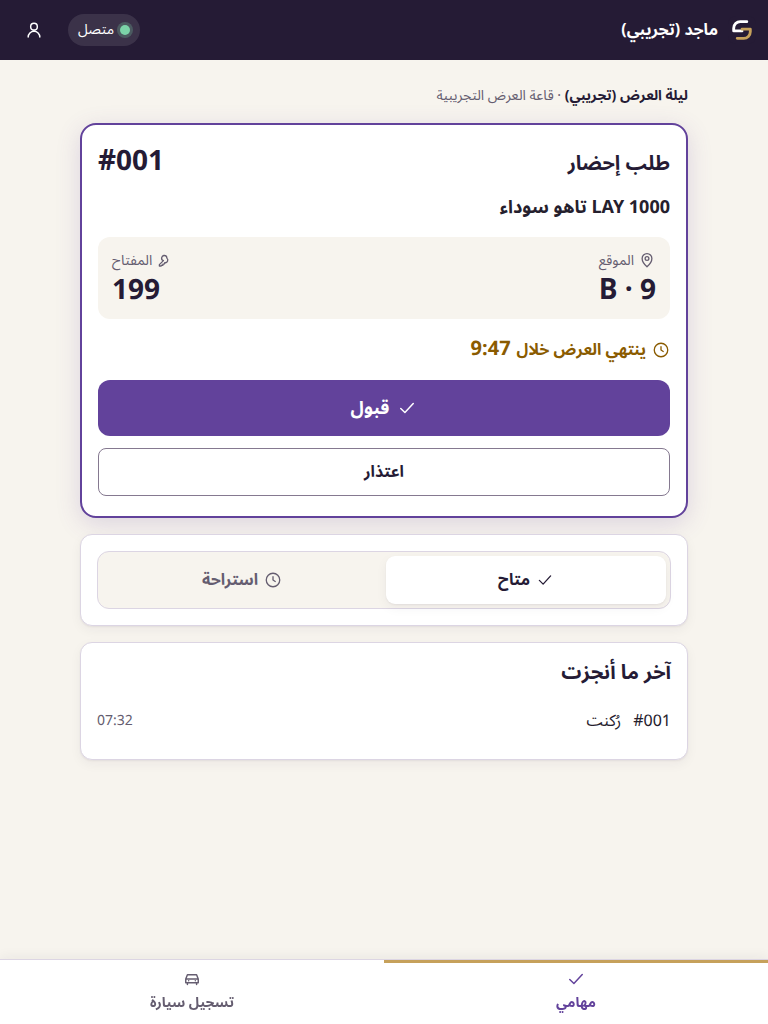 ماجد (تجريبي)
متصل
ليلة العرض (تجريبي) · قاعة العرض التجريبية
طلب إحضار
#001
1000 LAY تاهو سوداء
الموقع
المفتاح
B · 9
199
ينتهي العرض خلال 9:47
قبول
اعتذار
متاح
استراحة
آخر ما أنجزت
#001 رُكنت
07:32
مهامي
تسجيل سيارة